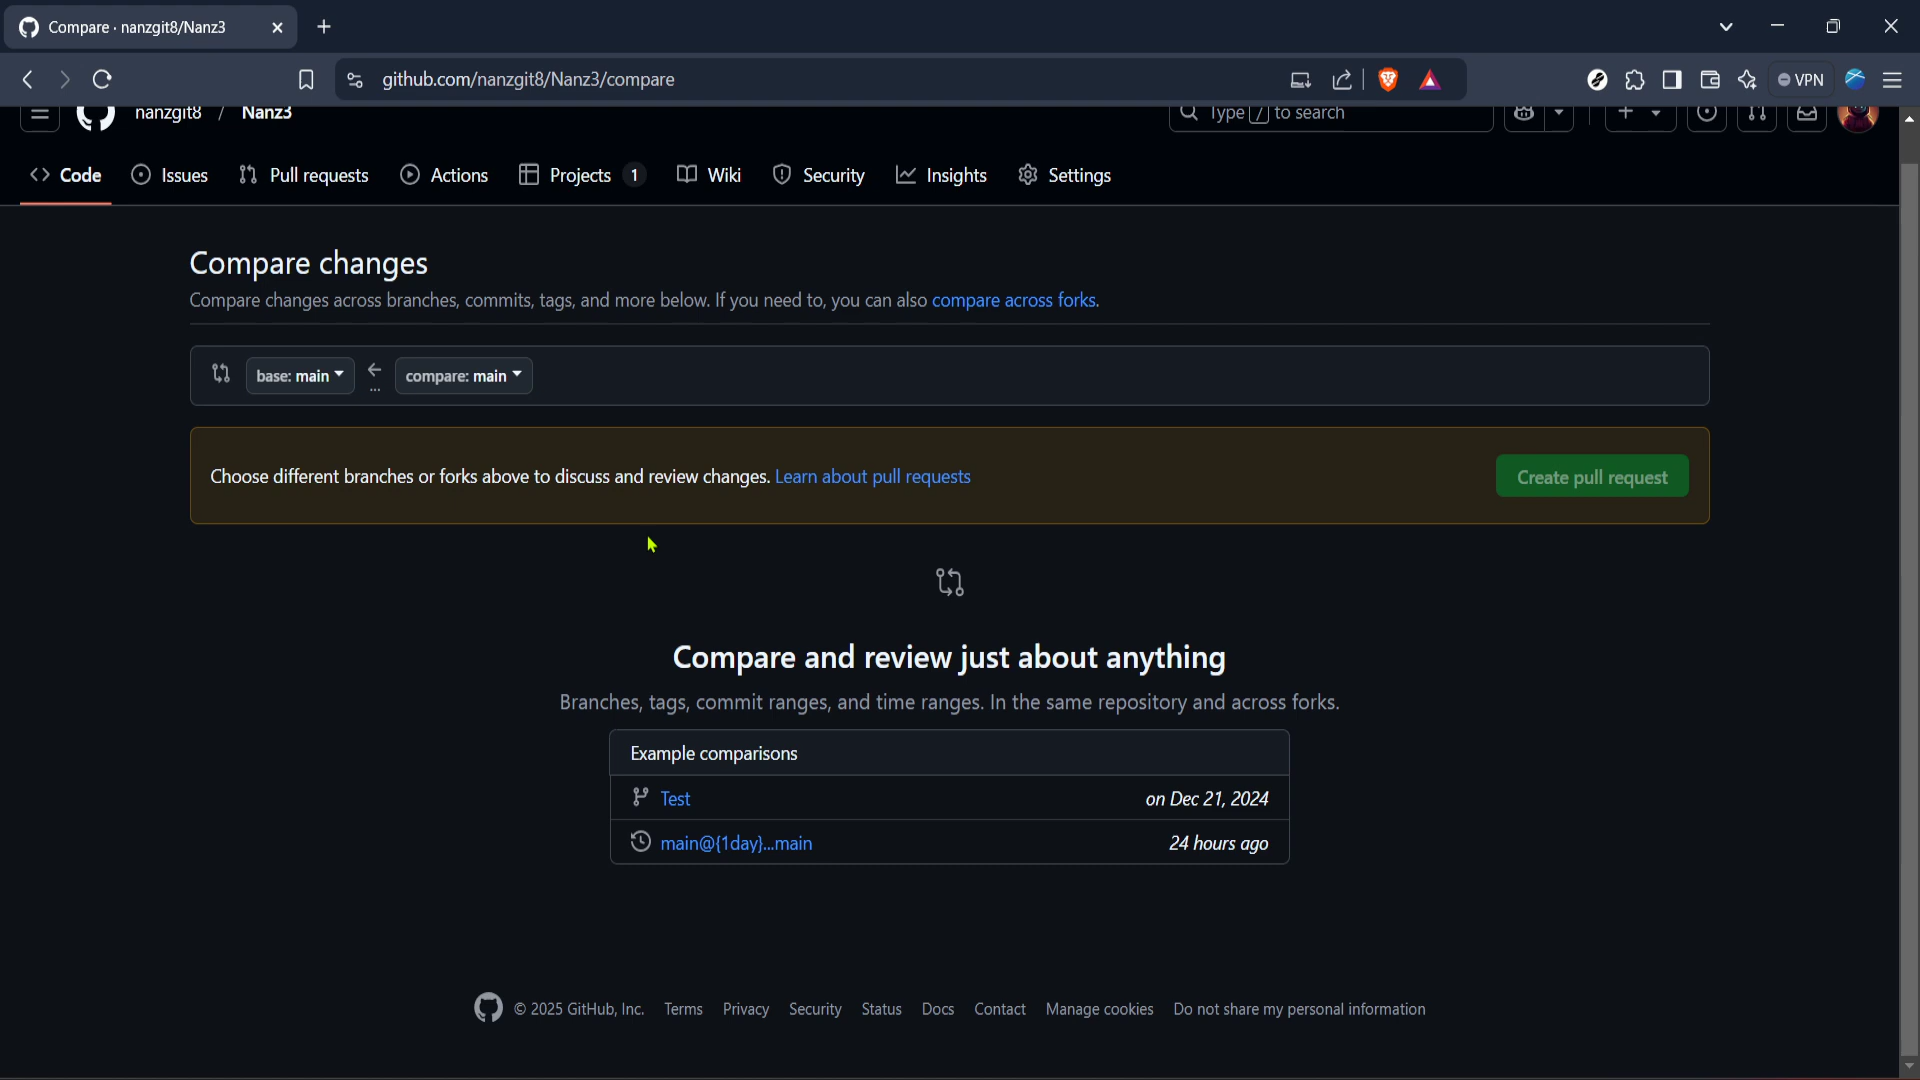 Compare · nanzgit8/Nanz3
github.com/nanzgit8/Nanz3/compare
VPN
nanzgit8 / Nanz3
Type / to search
Code
Issues
Pull requests
Actions
Projects 1
Wiki
Security
Insights
Settings
Compare changes
Compare changes across branches, commits, tags, and more below. If you need to, you can also compare across forks.
base: main
...
compare: main
Choose different branches or forks above to discuss and review changes. Learn about pull requests
Create pull request
Compare and review just about anything
Branches, tags, commit ranges, and time ranges. In the same repository and across forks.
Example comparisons
Test on Dec 21, 2024
main@{1day}...main 24 hours ago
© 2025 GitHub, Inc. Terms Privacy Security Status Docs Contact Manage cookies Do not share my personal information